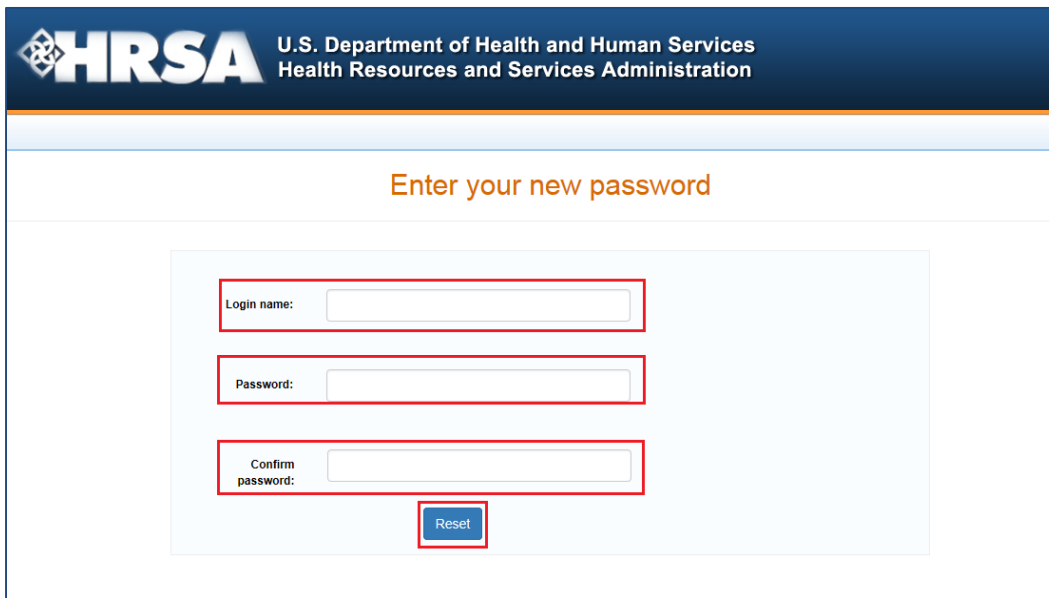 HRSA
U.S. Department of Health and Human Services
Health Resources and Services Administration
Enter your new password
Login name:
Password:
Confirm
password:
Reset